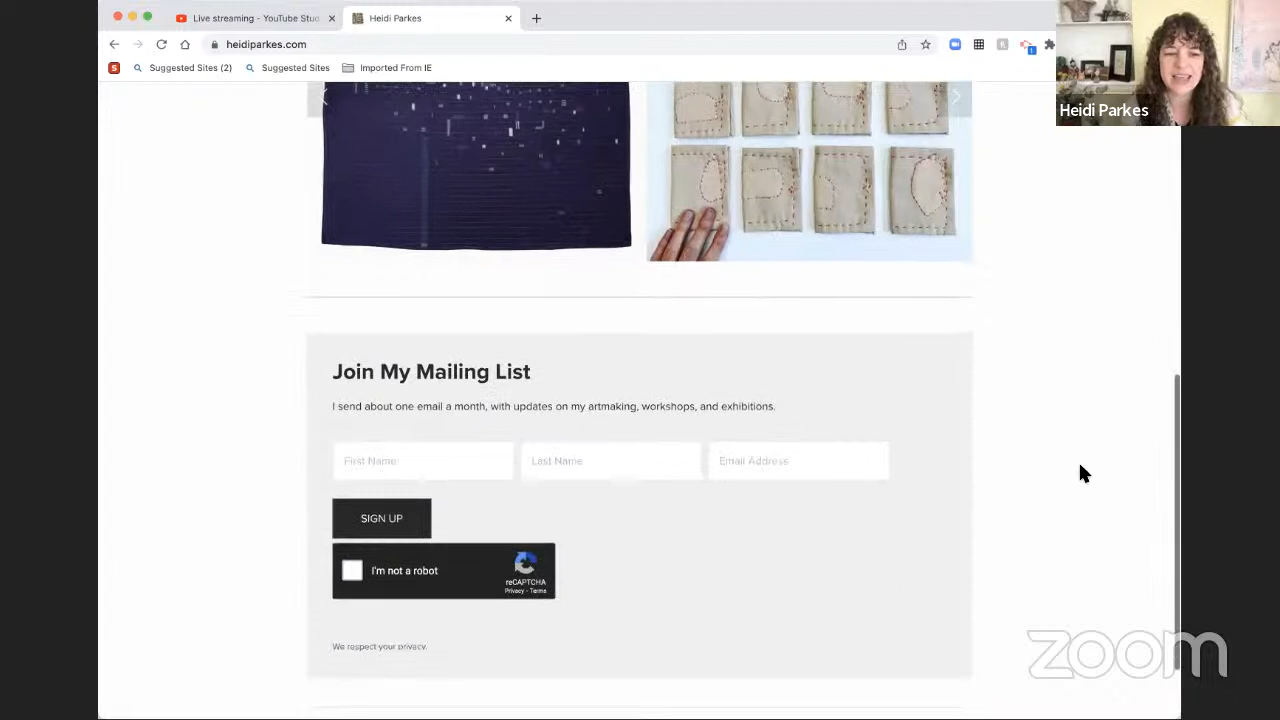 Live streaming - YouTube Stu
Heidi Parkes
heidiparkes.com
Suggested Sites (2)
Suggested Sites
Imported From IE
Heidi Parkes
Join My Mailing List
I send about one email a month, with updates on my artmaking, workshops, and exhibitions.
First Name
Last Name
Email Address
SIGN UP
I'm not a robot
reCAPTCHA
Privacy - Terms
We respect your privacy.
zoom